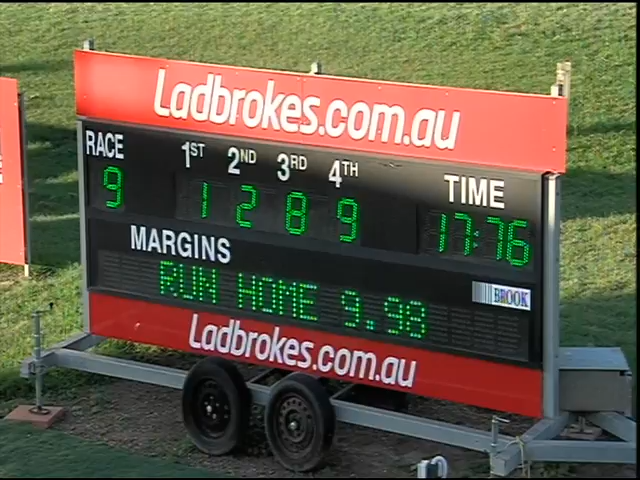 Ladbrokes.com.au
RACE 1ST 2ND 3RD 4TH TIME
9 1 2 8 9 17:76
MARGINS
RUN HOME 9.98
BROOK
Ladbrokes.com.au